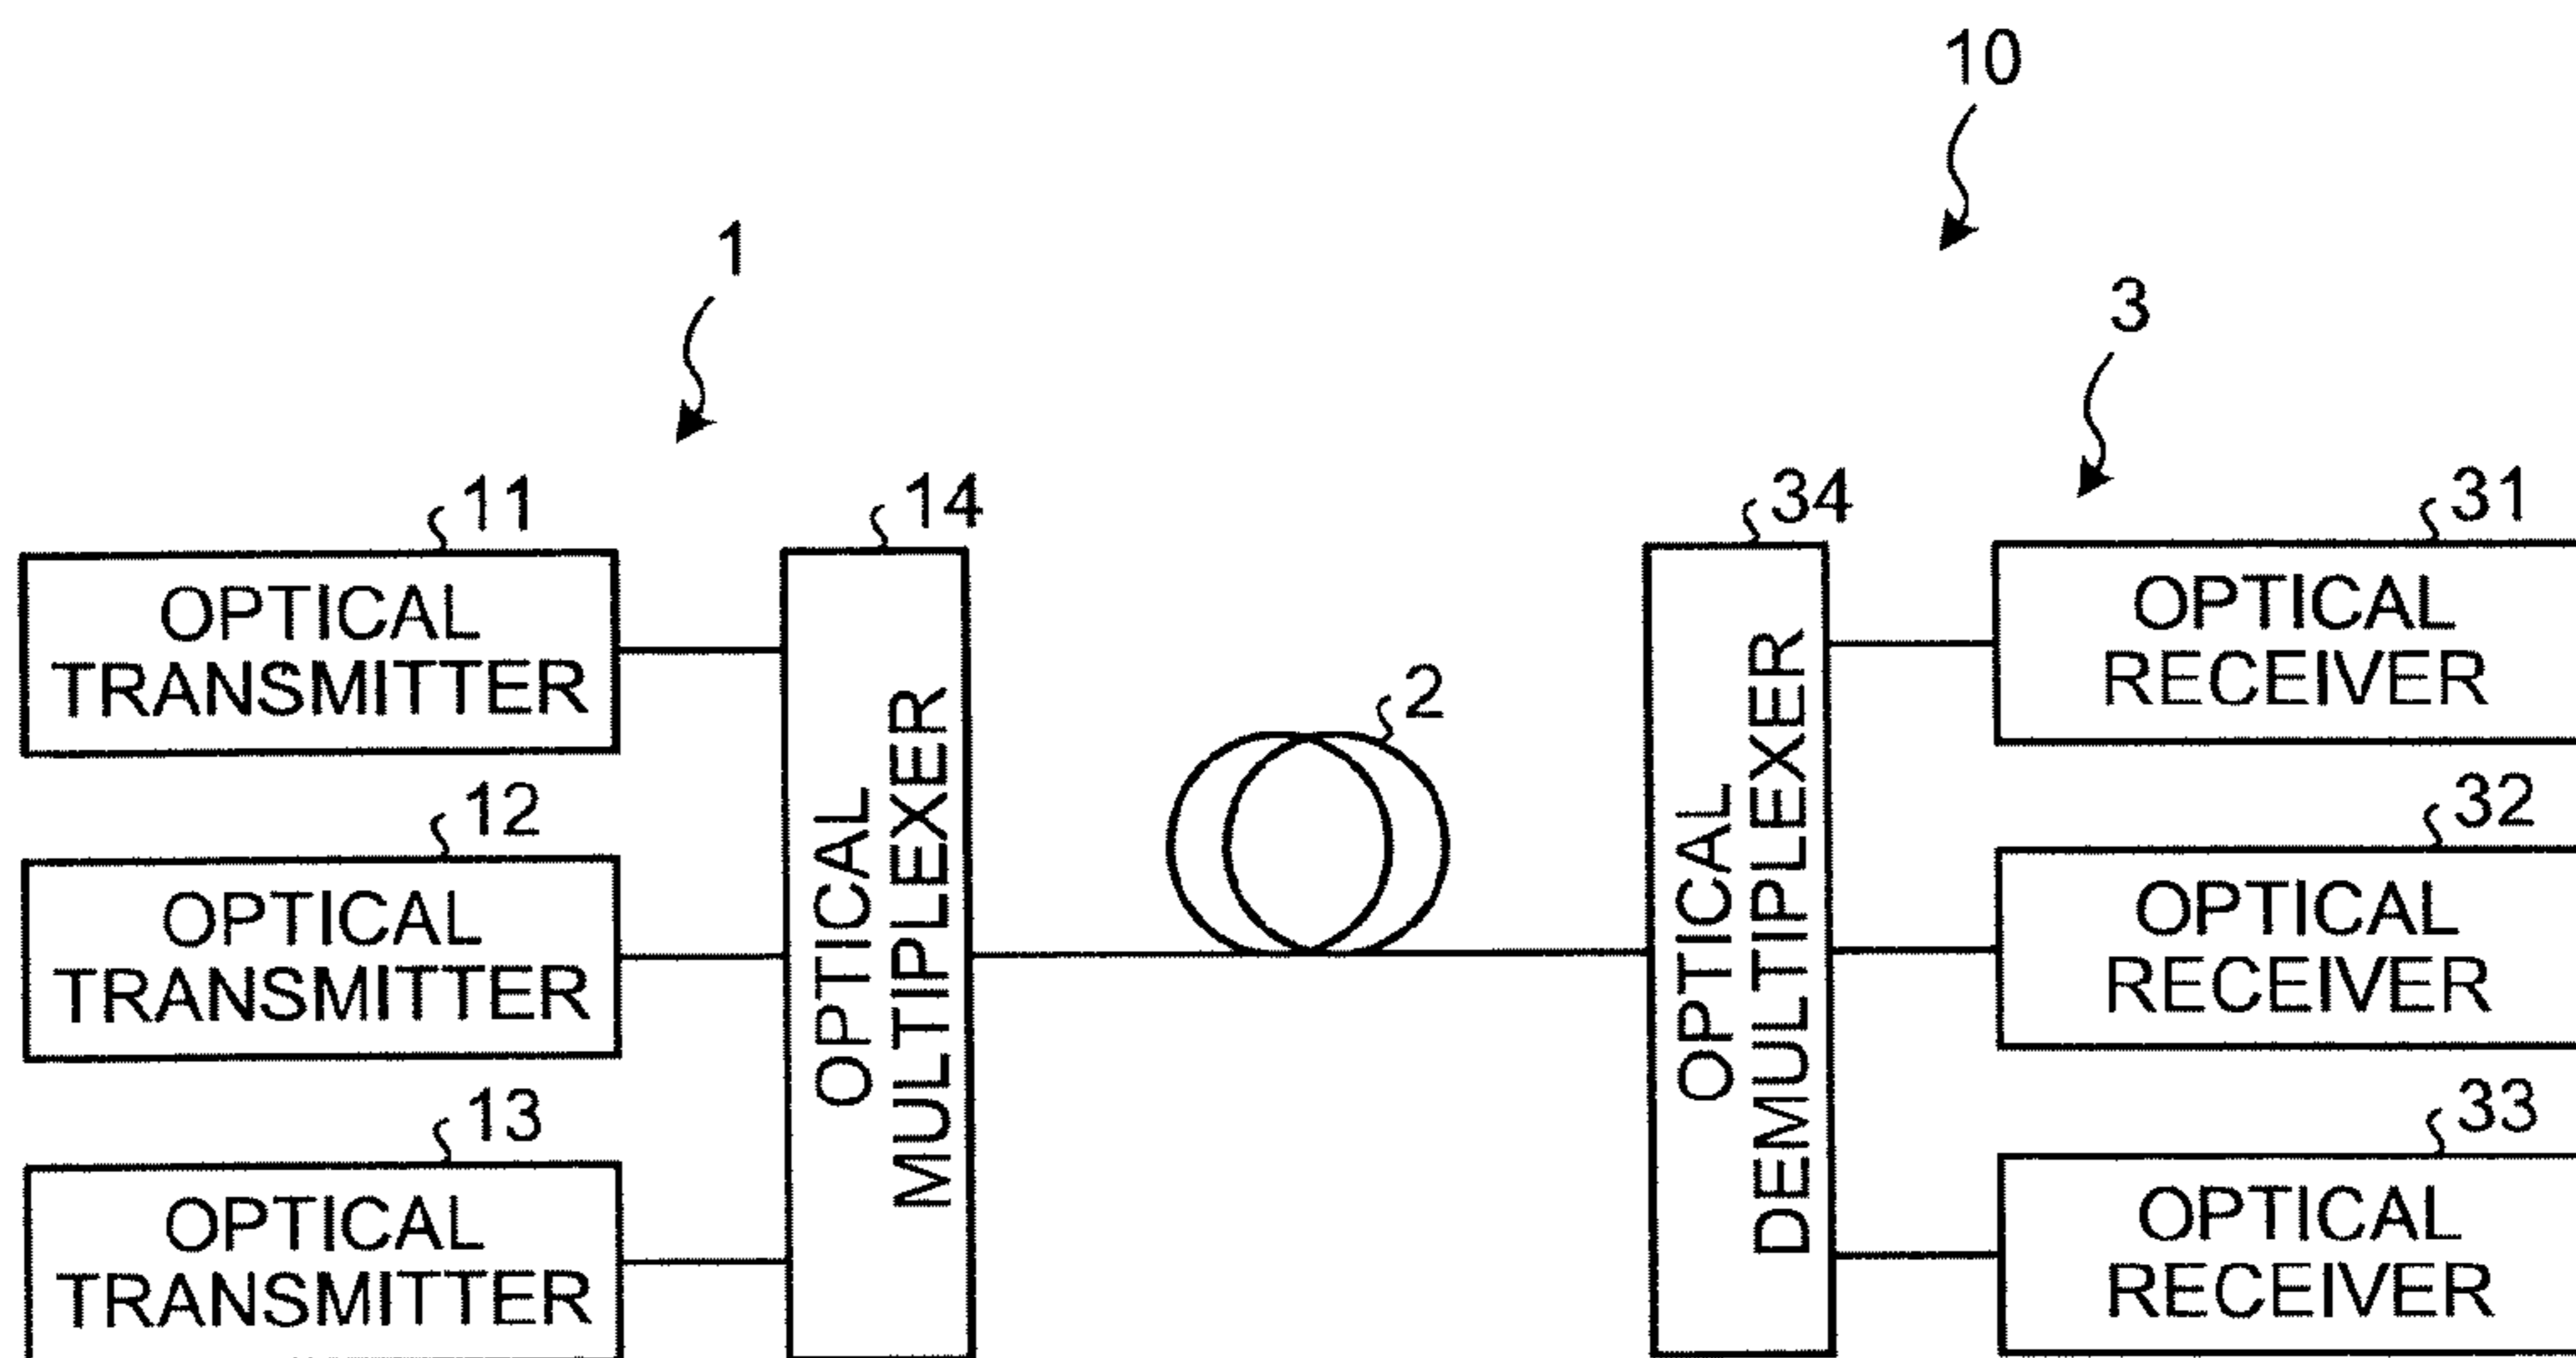 10
1
3
11
OPTICAL
TRANSMITTER
14
OPTICAL
MULTIPLEXER
34
OPTICAL
DEMULTIPLEXER
31
OPTICAL
RECEIVER
2
12
OPTICAL
TRANSMITTER
32
OPTICAL
RECEIVER
13
OPTICAL
TRANSMITTER
33
OPTICAL
RECEIVER